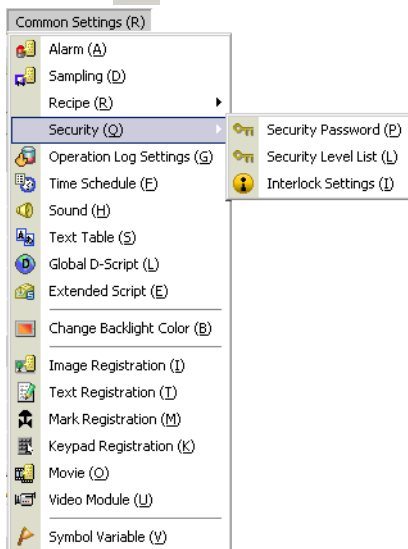 Common Settings (R)
Alarm (A)
Sampling (D)
Recipe (R)
Security (Q)
Security Password (P)
Security Level List (L)
Interlock Settings (I)
Operation Log Settings (G)
Time Schedule (F)
Sound (H)
Text Table (S)
Global D-Script (L)
Extended Script (E)
Change Backlight Color (B)
Image Registration (I)
Text Registration (T)
Mark Registration (M)
Keypad Registration (K)
Movie (O)
Video Module (U)
Symbol Variable (V)